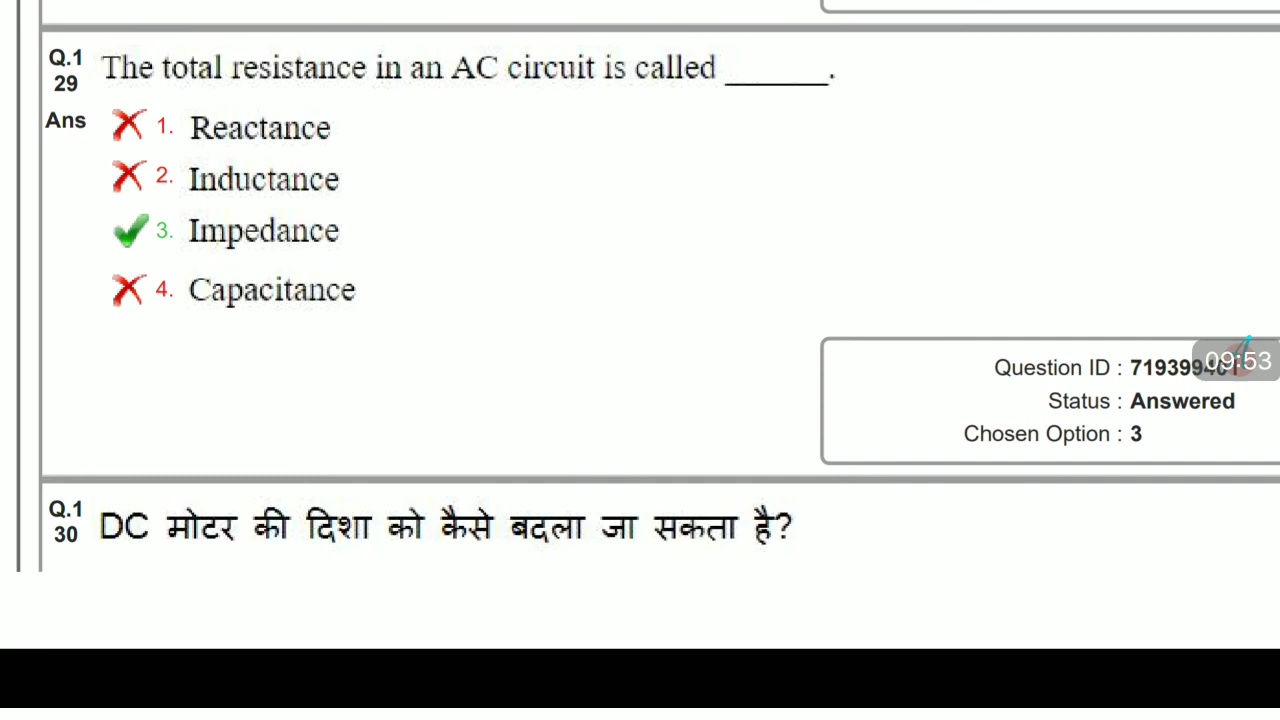 Q.1
29
The total resistance in an AC circuit is called ______.
Ans
1. Reactance
2. Inductance
3. Impedance
4. Capacitance
09:53
Question ID :
Status : Answered
Chosen Option : 3
Q.1
30
DC मोटर की दिशा को कैसे बदला जा सकता है?